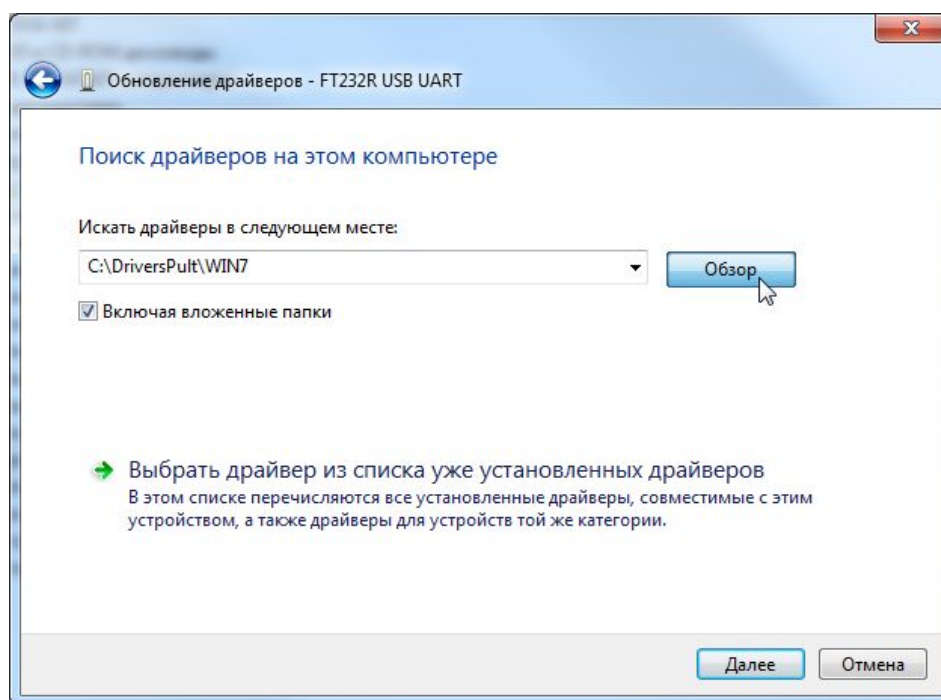 Обновление драйверов - FT232R USB UART
Поиск драйверов на этом компьютере
Искать драйверы в следующем месте:
C:\DriversPult\WIN7
Обзор
Включая вложенные папки
Выбрать драйвер из списка уже установленных драйверов
В этом списке перечисляются все установленные драйверы, совместимые с этим
устройством, а также драйверы для устройств той же категории.
Далее
Отмена